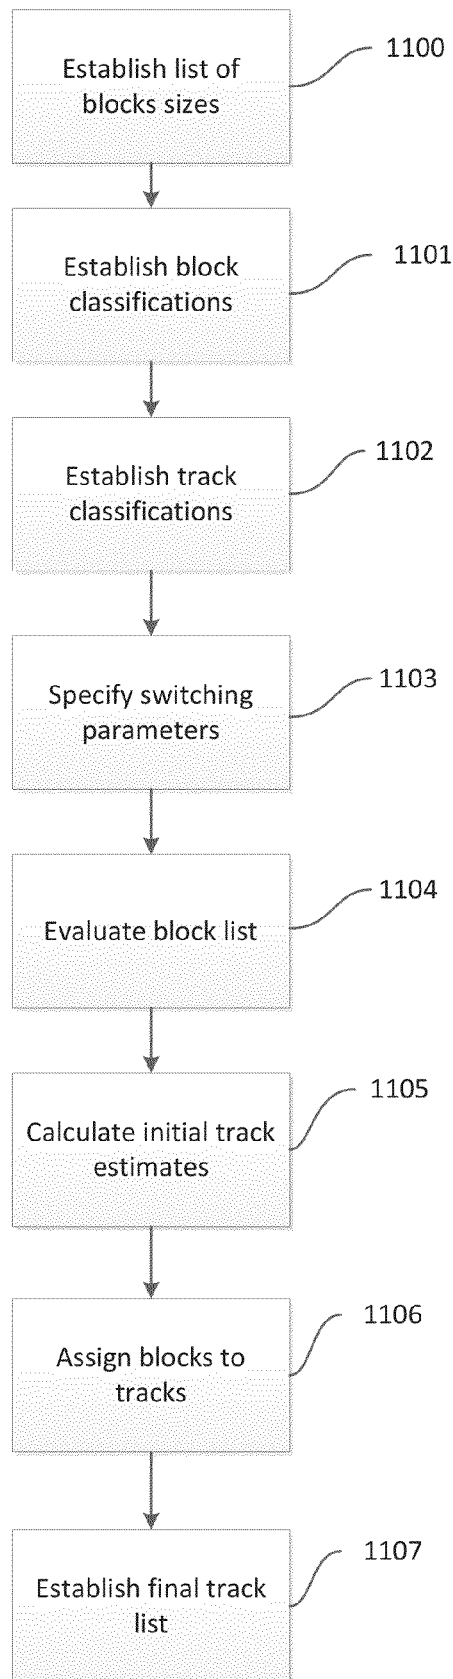 Establish list of
blocks sizes
1100
Establish block
classifications
1101
Establish track
classifications
1102
Specify switching
parameters
1103
Evaluate block list
1104
Calculate initial track
estimates
1105
Assign blocks to
tracks
1106
Establish final track
list
1107